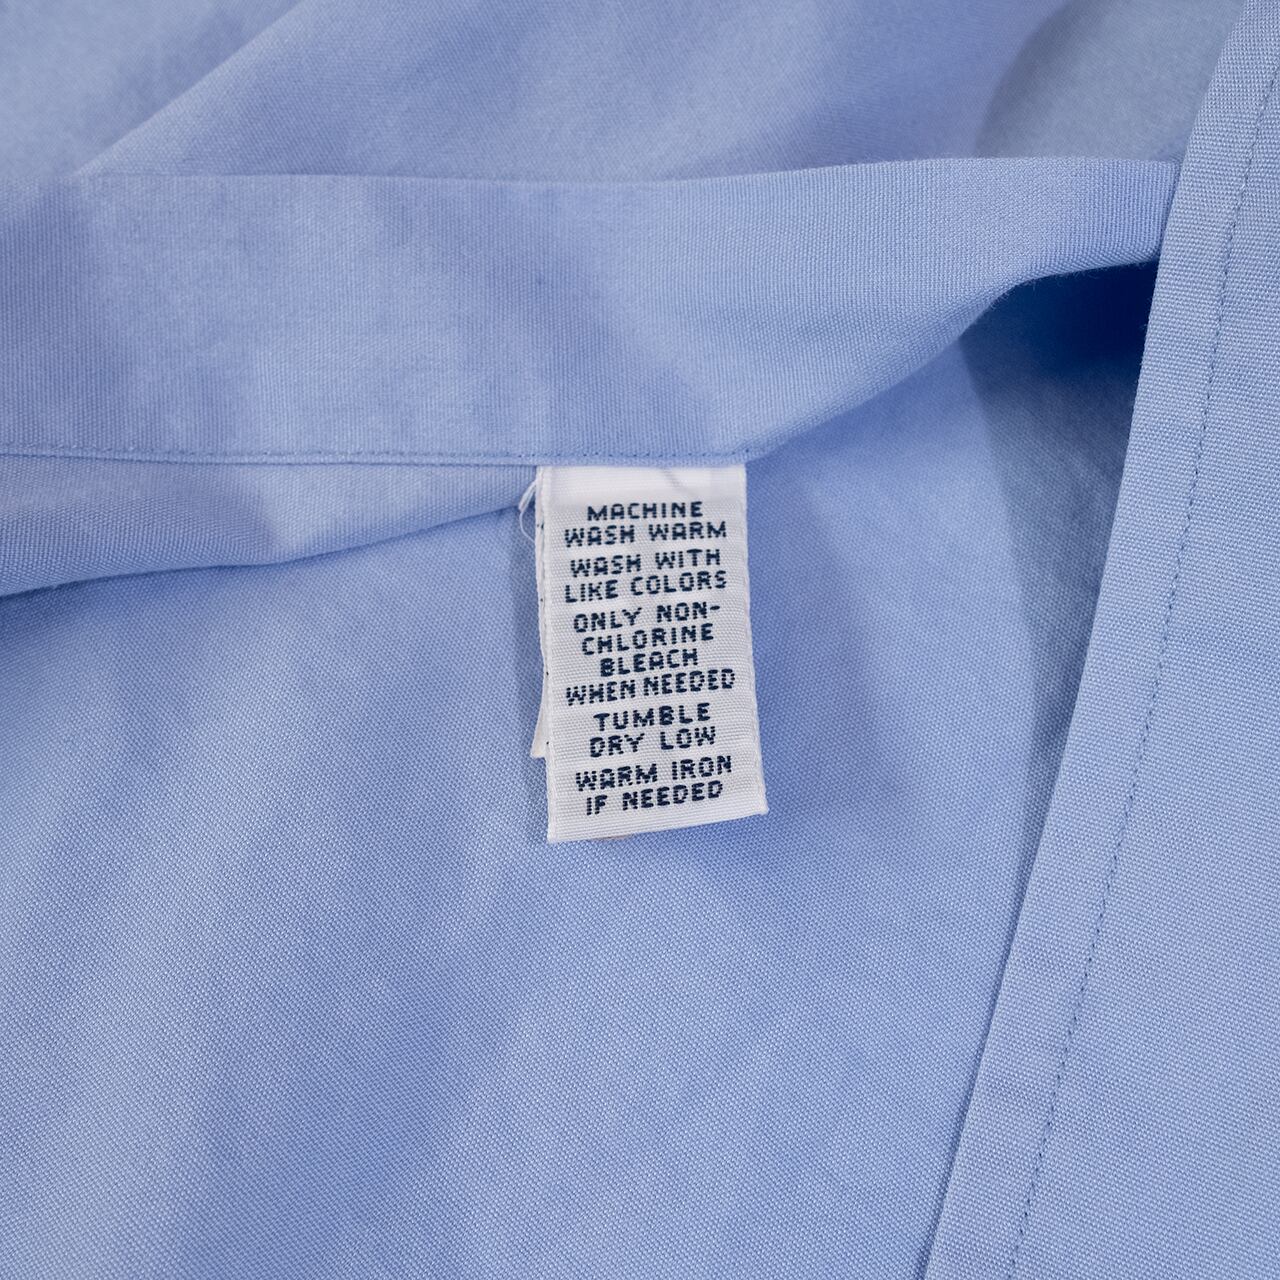 MACHINE
WASH WARM
WASH WITH
LIKE COLORS
ONLY NON-
CHLORINE
BLEACH
WHEN NEEDED
TUMBLE
DRY LOW
WARM IRON
IF NEEDED